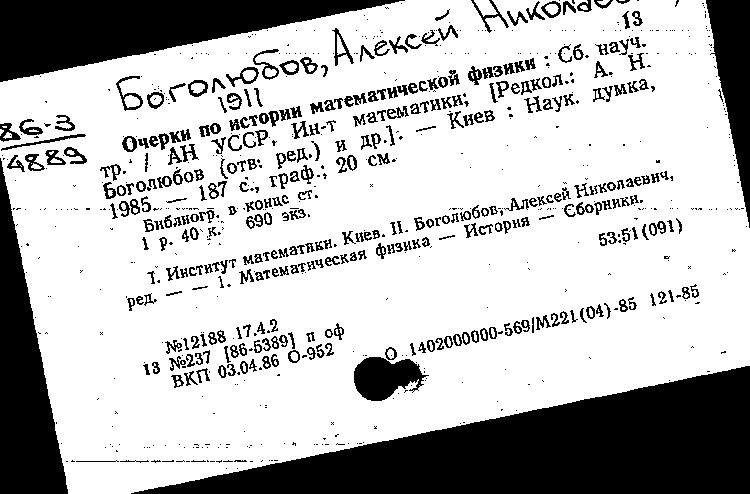 Боголюбов, Алексей
1911
13
86-3
4889
Очерки по истории математической физики : Сб. науч.
тр. / АН УССР, Ин-т математики; [Редкол.: А. Н.
Боголюбов (отв. ред.) и др.]. — Киев : Наук. думка,
1985. — 187 с., граф.; 20 см.
Библиогр. в конце ст.
1 р. 40 к. 690 экз.
I. Институт математики. Киев. II. Боголюбов, Алексей Николаевич,
ред. — — 1. Математическая физика — История — Сборники.
53:51(091)
№12188 17.4.2
13 №237 [86-5389] п оф
ВКП 03.04.86 О-952
О 1402000000-569/М221(04)-85 121-85